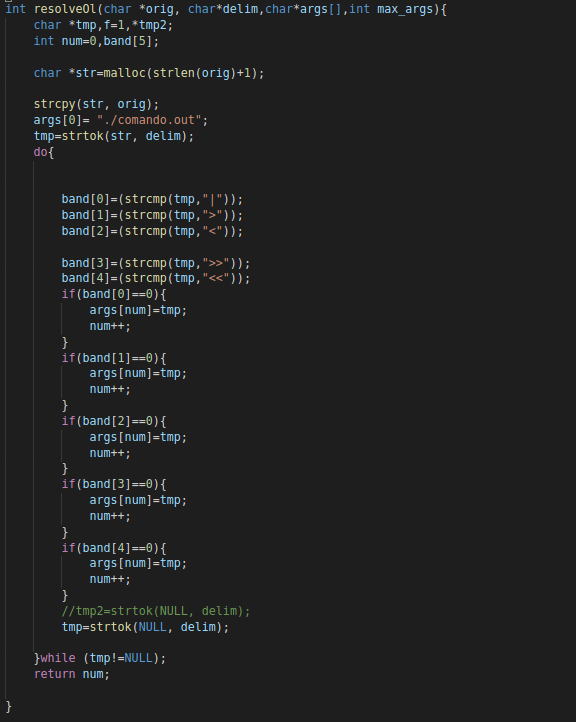 int resolveOl(char *orig, char*delim,char*args[],int max_args){
    char *tmp,f=1,*tmp2;
    int num=0,band[5];
    char *str=malloc(strlen(orig)+1);
    strcpy(str, orig);
    args[0]= "./comando.out";
    tmp=strtok(str, delim);
    do{
        band[0]=(strcmp(tmp,"|"));
        band[1]=(strcmp(tmp,">"));
        band[2]=(strcmp(tmp,"<"));
        band[3]=(strcmp(tmp,">>"));
        band[4]=(strcmp(tmp,"<<"));
        if(band[0]==0){
            args[num]=tmp;
            num++;
        }
        if(band[1]==0){
            args[num]=tmp;
            num++;
        }
        if(band[2]==0){
            args[num]=tmp;
            num++;
        }
        if(band[3]==0){
            args[num]=tmp;
            num++;
        }
        if(band[4]==0){
            args[num]=tmp;
            num++;
        }
        //tmp2=strtok(NULL, delim);
        tmp=strtok(NULL, delim);
    }while (tmp!=NULL);
    return num;
}